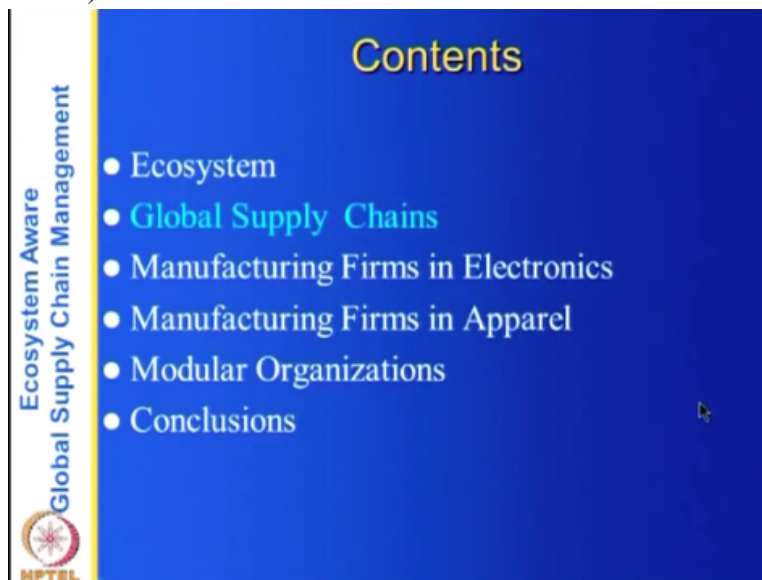 Contents
Ecosystem Aware
Global Supply Chain Management
● Ecosystem
● Global Supply Chains
● Manufacturing Firms in Electronics
● Manufacturing Firms in Apparel
● Modular Organizations
● Conclusions
NPTEL